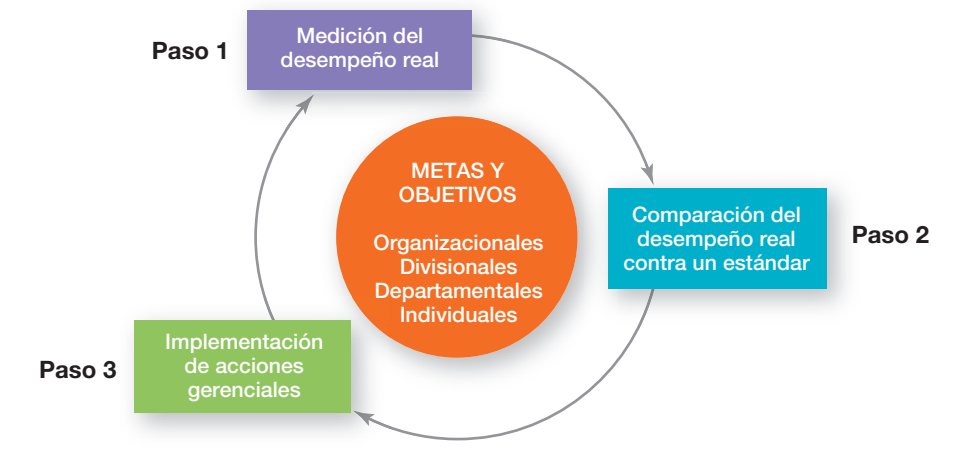 Paso 1
Medición del
desempeño real
METAS Y
OBJETIVOS
Organizacionales
Divisionales
Departamentales
Individuales
Comparación del
desempeño real
contra un estándar
Paso 2
Paso 3
Implementación
de acciones
gerenciales